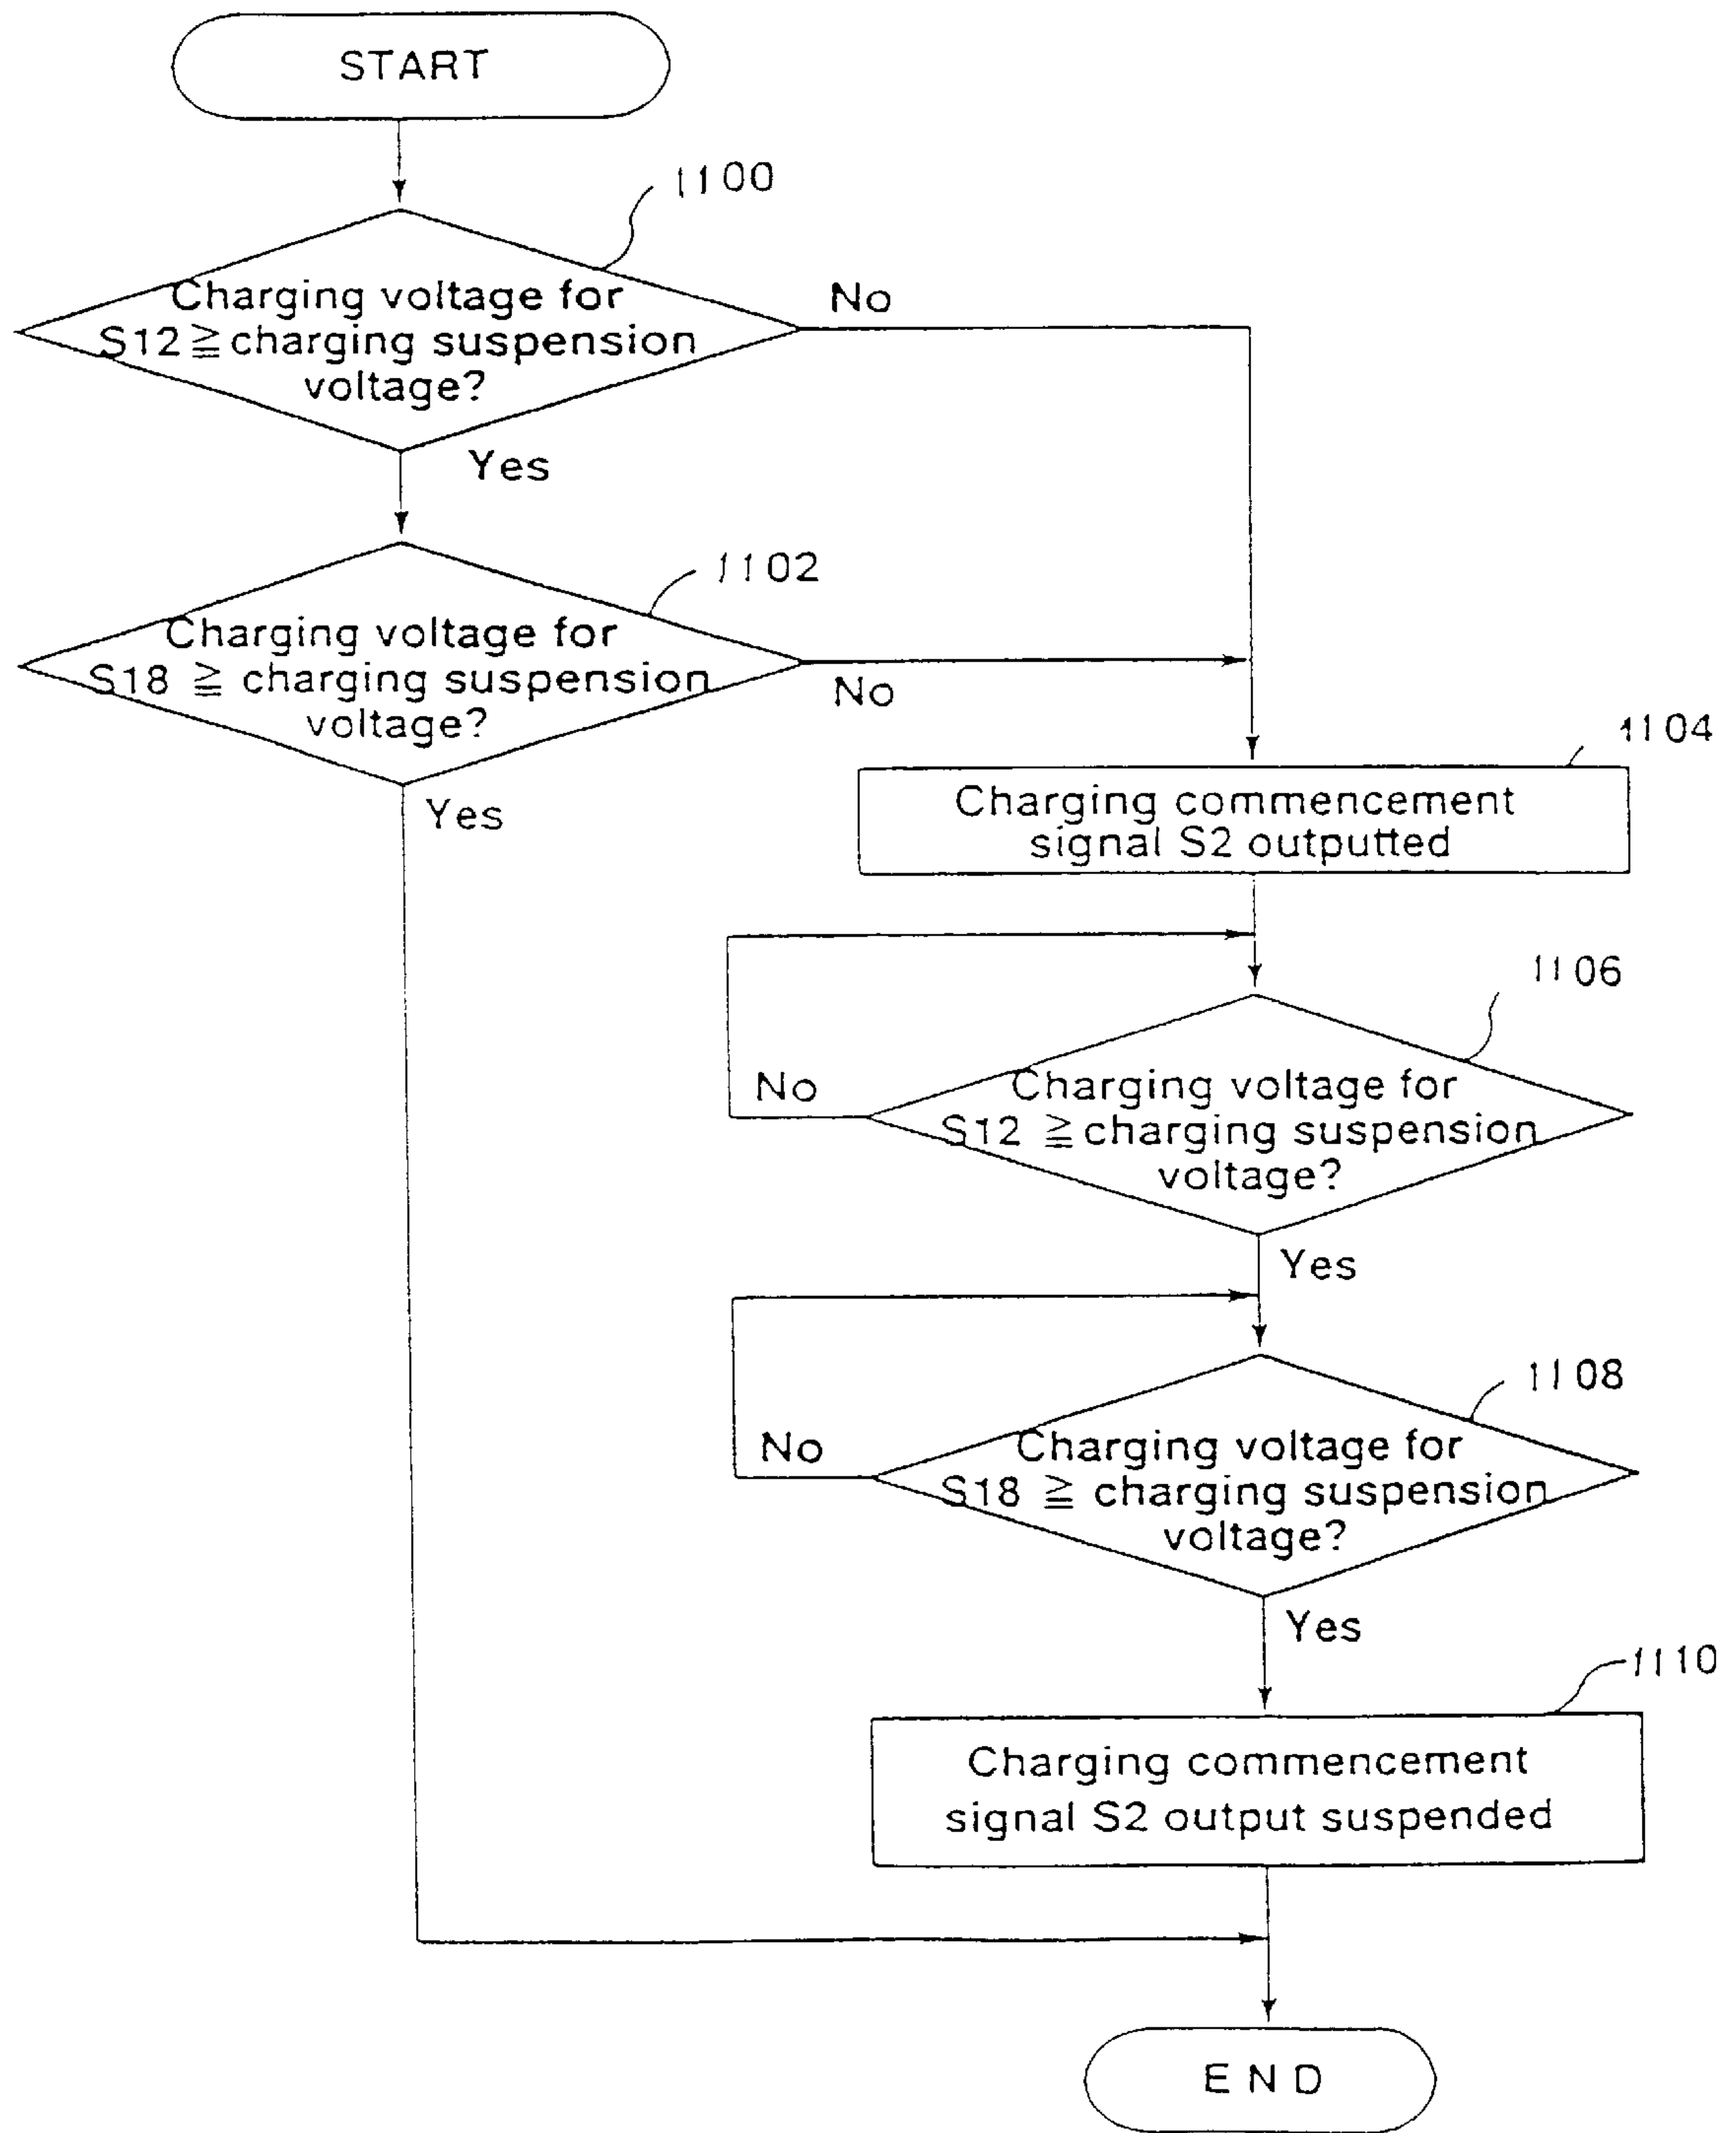 START
1100
Charging voltage for
S12≧charging suspension
voltage?
No
Yes
1102
Charging voltage for
S18 ≧ charging suspension
voltage?
No
Yes
1104
Charging commencement
signal S2 outputted
1106
Charging voltage for
S12 ≧charging suspension
voltage?
No
Yes
1108
Charging voltage for
S18 ≧ charging suspension
voltage?
No
Yes
1110
Charging commencement
signal S2 output suspended
END